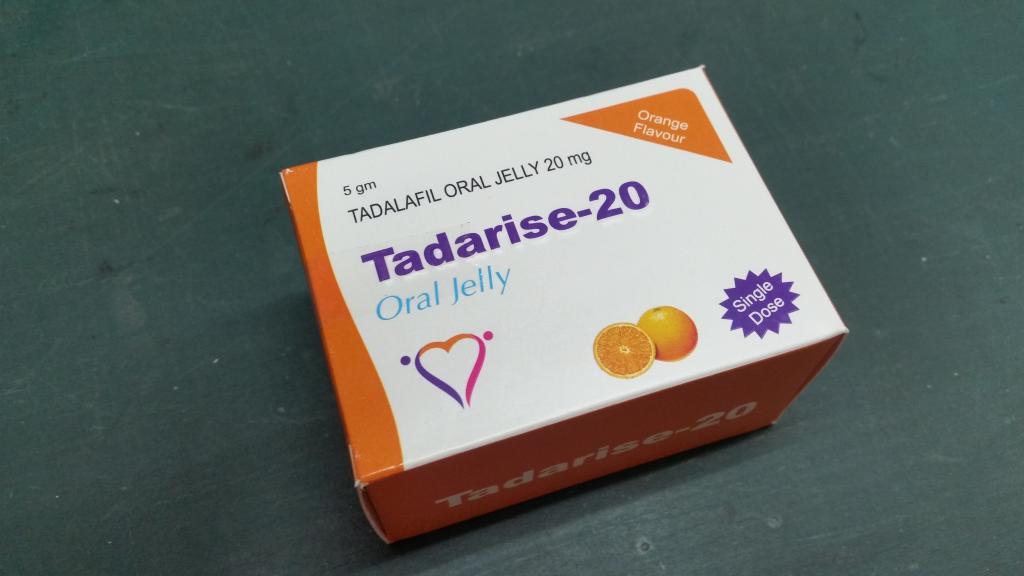 Orange
Flavour
5 gm
TADALAFIL ORAL JELLY 20 mg
Tadarise-20
Oral Jelly
Single
Dose
Tadarise-20